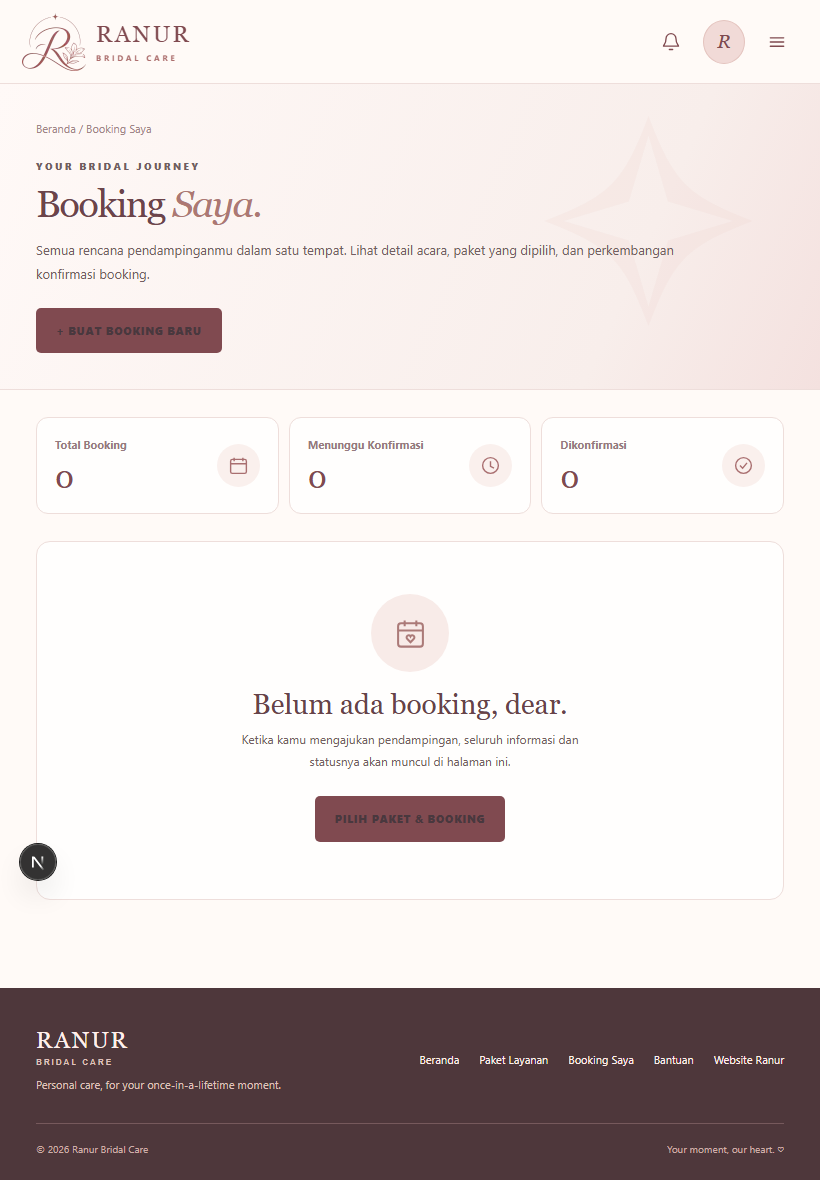 RANUR
BRIDAL CARE
R
Beranda / Booking Saya
YOUR BRIDAL JOURNEY
Booking Saya.
Semua rencana pendampinganmu dalam satu tempat. Lihat detail acara, paket yang dipilih, dan perkembangan
konfirmasi booking.
+ BUAT BOOKING BARU
Total Booking
0
Menunggu Konfirmasi
0
Dikonfirmasi
0
Belum ada booking, dear.
Ketika kamu mengajukan pendampingan, seluruh informasi dan
statusnya akan muncul di halaman ini.
PILIH PAKET & BOOKING
N
RANUR
BRIDAL CARE
Personal care, for your once-in-a-lifetime moment.
Beranda Paket Layanan Booking Saya Bantuan Website Ranur
© 2026 Ranur Bridal Care
Your moment, our heart. ♡